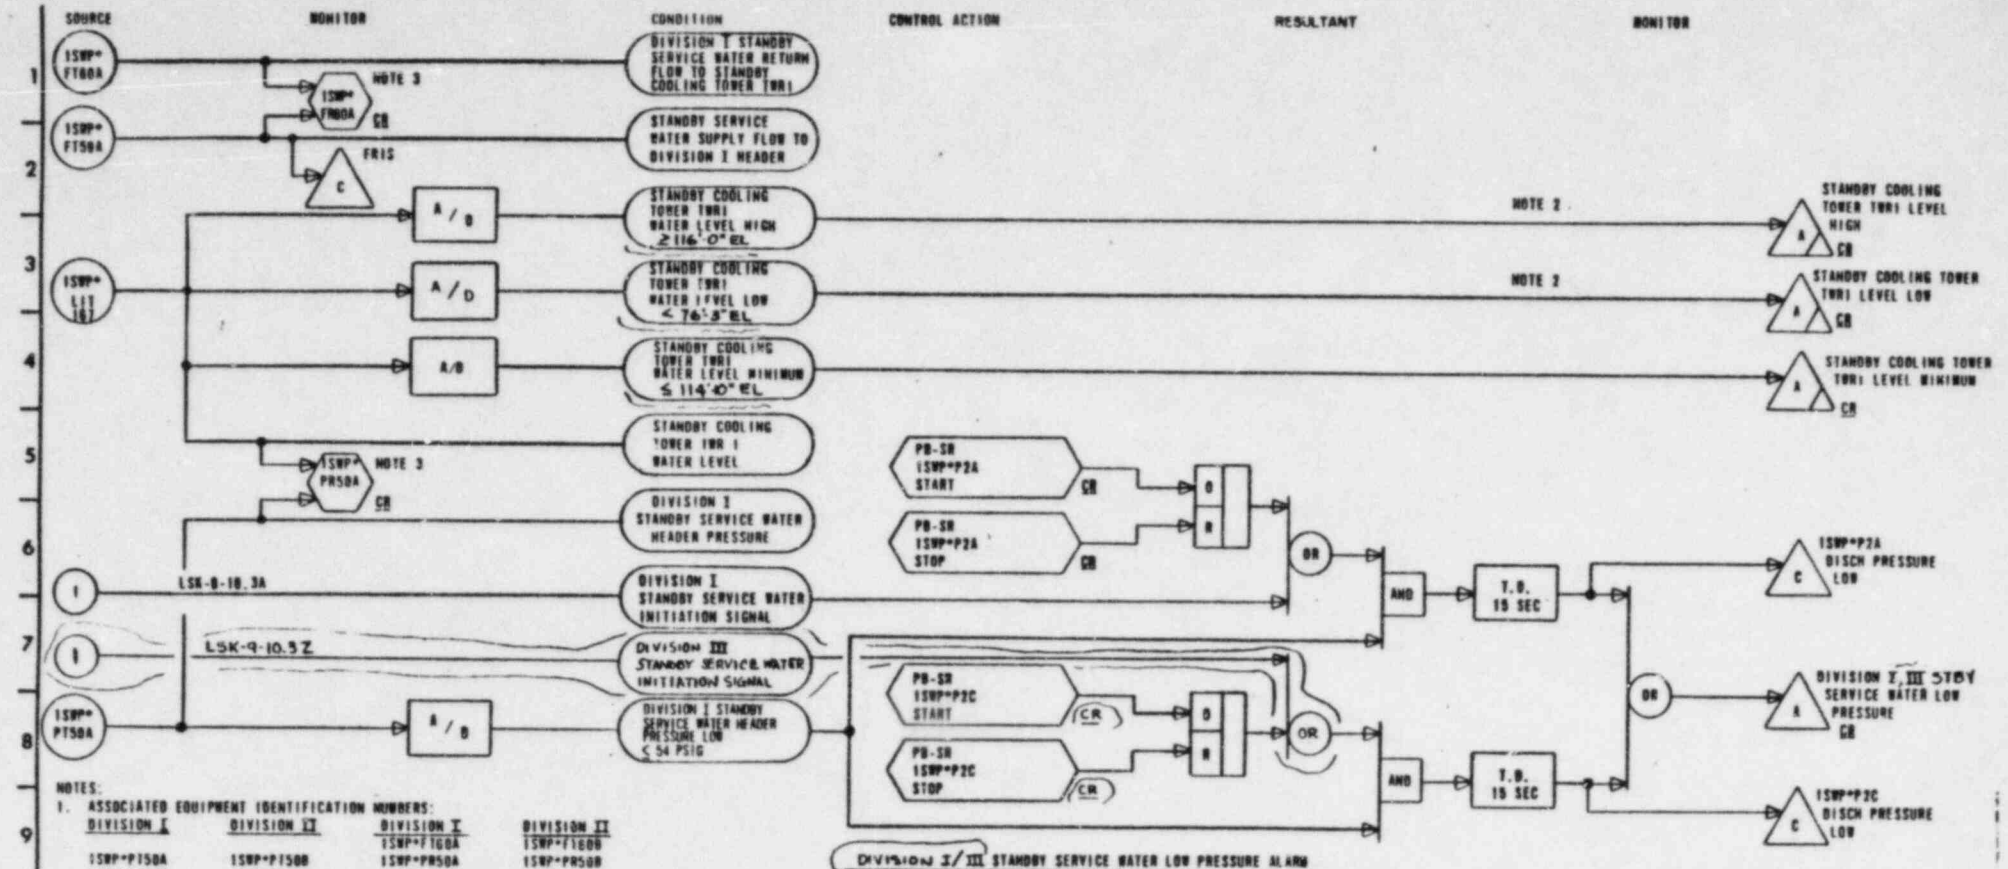 SOURCE
MONITOR
CONDITION
CONTROL ACTION
RESULTANT
MONITOR
1
1SWP*
FT60A
NOTE 3
1SWP*
FR60A
CR
DIVISION I STANDBY
SERVICE WATER RETURN
FLOW TO STANDBY
COOLING TOWER TWR1
1SWP*
FT50A
STANDBY SERVICE
WATER SUPPLY FLOW TO
DIVISION I HEADER
2
FRIS
C
A/D
STANDBY COOLING
TOWER TWR1
WATER LEVEL HIGH
≥116'-0" EL
NOTE 2
A
STANDBY COOLING
TOWER TWR1 LEVEL
HIGH
CR
3
1SWP*
LIT
A/D
STANDBY COOLING
TOWER TWR1
WATER LEVEL LOW
NOTE 2
A
STANDBY COOLING TOWER
TWR1 LEVEL LOW
CR
4
A/D
STANDBY COOLING
TOWER TWR1
WATER LEVEL MINIMUM
≤ 114'-0" EL
A
STANDBY COOLING TOWER
TWR1 LEVEL MINIMUM
CR
5
1SWP*
PR50A
NOTE 3
CR
STANDBY COOLING
TOWER TWR 1
WATER LEVEL
PB-SR
1SWP*P2A
START
CR
O
R
6
DIVISION I
STANDBY SERVICE WATER
HEADER PRESSURE
PB-SR
1SWP*P2A
STOP
CR
OR
1SWP*P2A
DISCH PRESSURE
LOW
C
1
DIVISION I
STANDBY SERVICE WATER
INITIATION SIGNAL
AND
T.D.
15 SEC
7
LSK-9-10.3Z
DIVISION III
STANDBY SERVICE WATER
INITIATION SIGNAL
PB-SR
1SWP*P2C
START
CR
O
R
OR
OR
A
DIVISION I, III STBY
SERVICE WATER LOW
PRESSURE
CR
8
1SWP*
PT50A
A/D
DIVISION I STANDBY
SERVICE WATER HEADER
PRESSURE LOW
≤ 54 PSIG
PB-SR
1SWP*P2C
STOP
CR
AND
T.D.
15 SEC
C
1SWP*P2C
DISCH PRESSURE
LOW
9
NOTES:
1. ASSOCIATED EQUIPMENT IDENTIFICATION NUMBERS:
DIVISION I
DIVISION II
DIVISION I
DIVISION II
1SWP*FT60A
1SWP*FT60B
1SWP*PT50A
1SWP*PT50B
1SWP*PR50A
1SWP*PR50B
DIVISION I/III STANDBY SERVICE WATER LOW PRESSURE ALARM